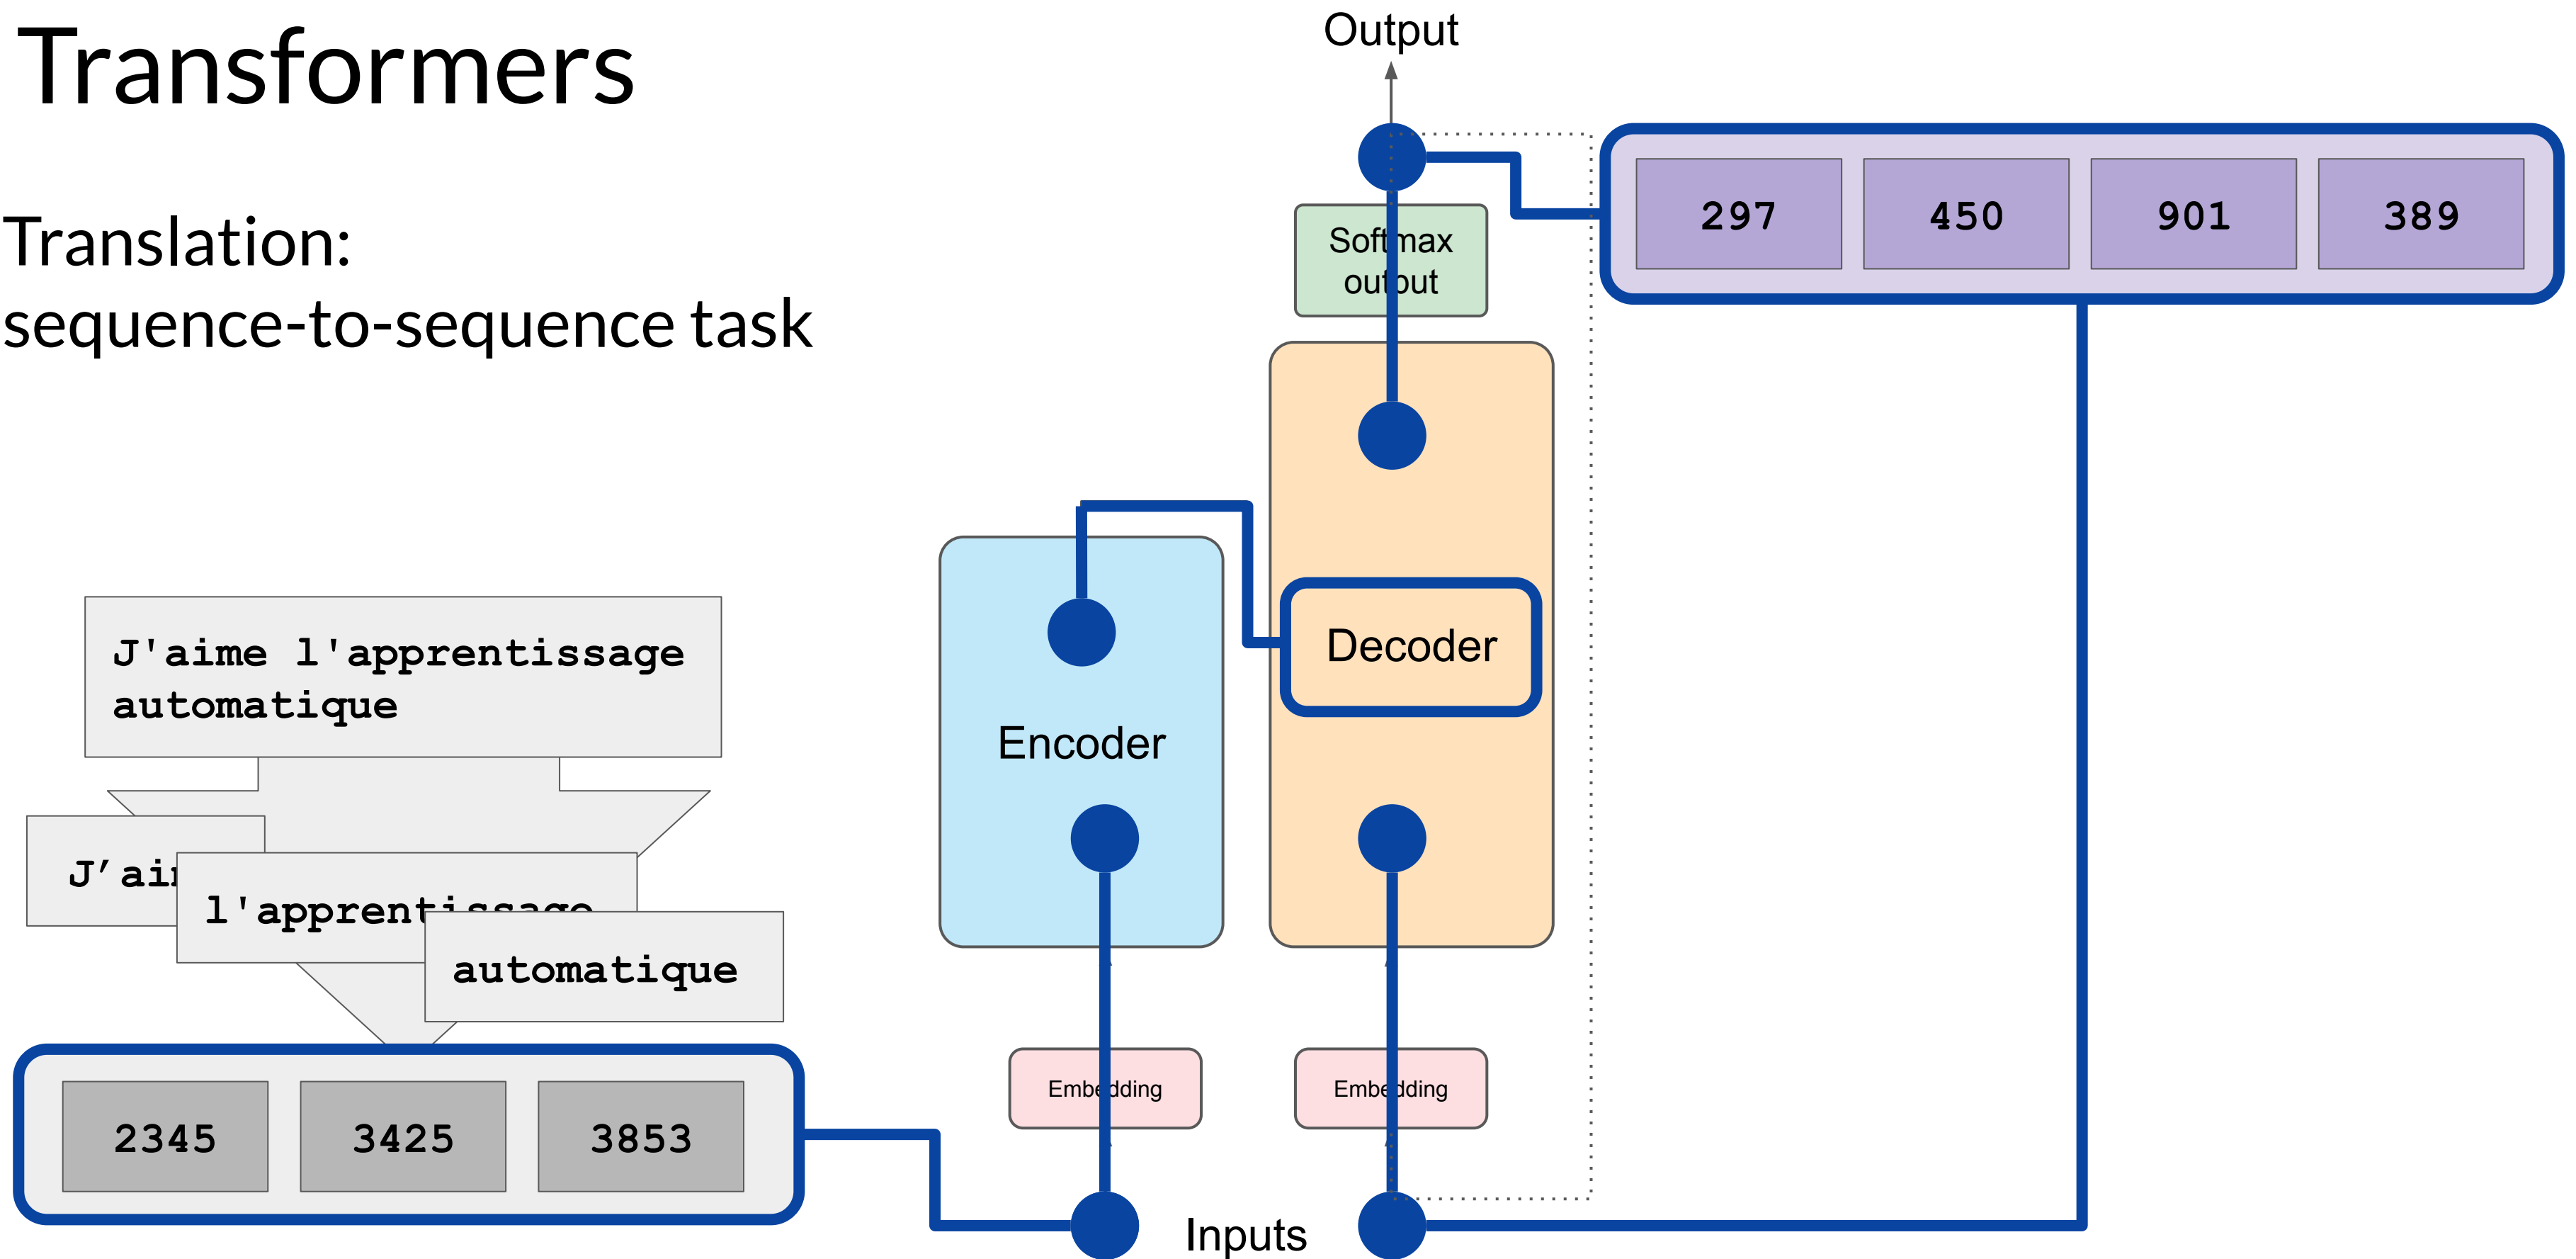 Transformers
Translation:
sequence-to-sequence task
Output
297 450 901 389
Softmax
output
J'aime l'apprentissage
automatique
Decoder
Encoder
l'apprentissage
automatique
Embedding Embedding
2345 3425 3853
Inputs